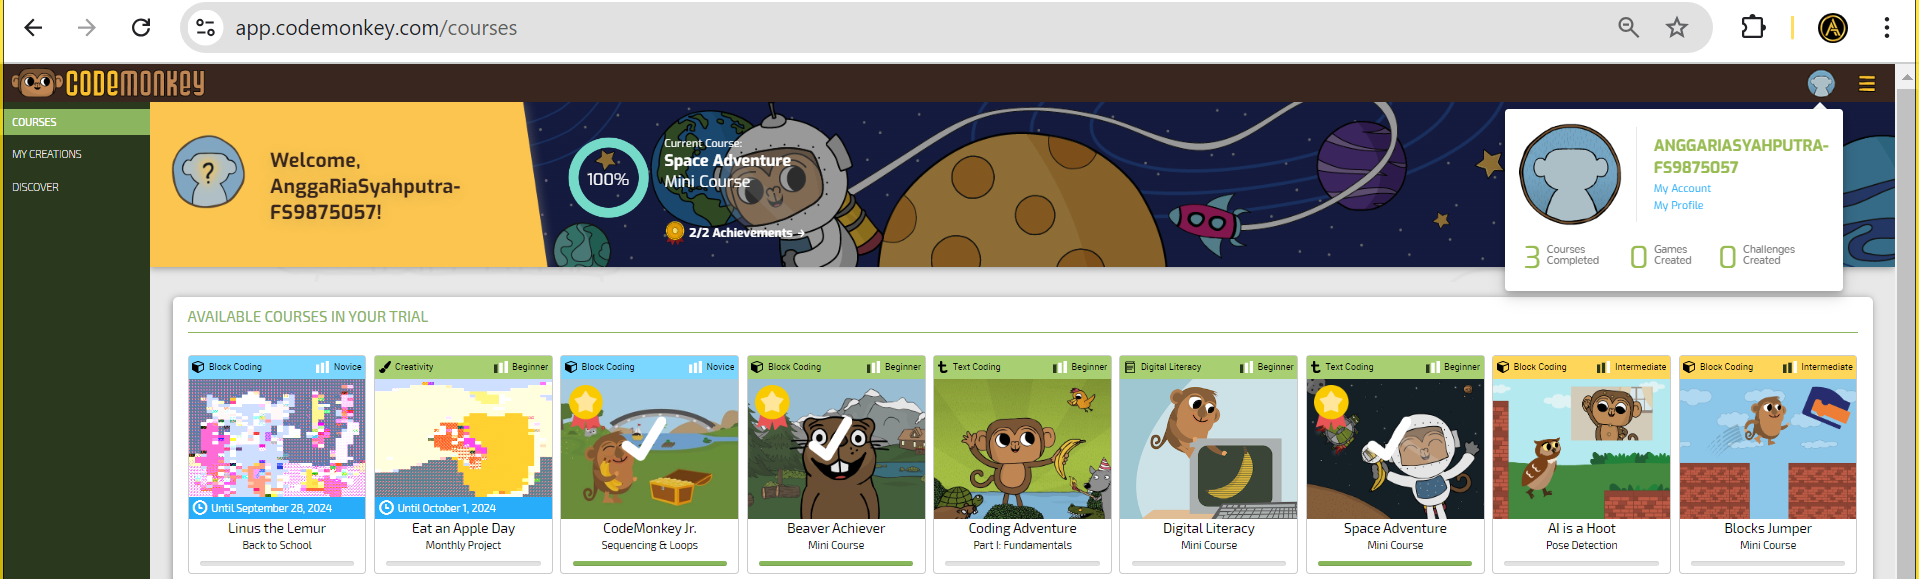 app.codemonkey.com/courses
CODEMONKEY
COURSES
MY CREATIONS
DISCOVER
Welcome,
AnggaRiaSyahputra-
FS9875057!
100%
Current Course:
Space Adventure
Mini Course
2/2 Achievements →
ANGGARIASYAHPUTRA-
FS9875057
My Account
My Profile
3 Courses Completed
0 Games Created
0 Challenges Created
AVAILABLE COURSES IN YOUR TRIAL
Block Coding Novice
Until September 28, 2024
Linus the Lemur
Back to School
Creativity Beginner
Until October 1, 2024
Eat an Apple Day
Monthly Project
Block Coding Novice
CodeMonkey Jr.
Sequencing & Loops
Block Coding Beginner
Beaver Achiever
Mini Course
Text Coding Beginner
Coding Adventure
Part I: Fundamentals
Digital Literacy Beginner
Digital Literacy
Mini Course
Text Coding Beginner
Space Adventure
Mini Course
Block Coding Intermediate
AI is a Hoot
Pose Detection
Block Coding Intermediate
Blocks Jumper
Mini Course